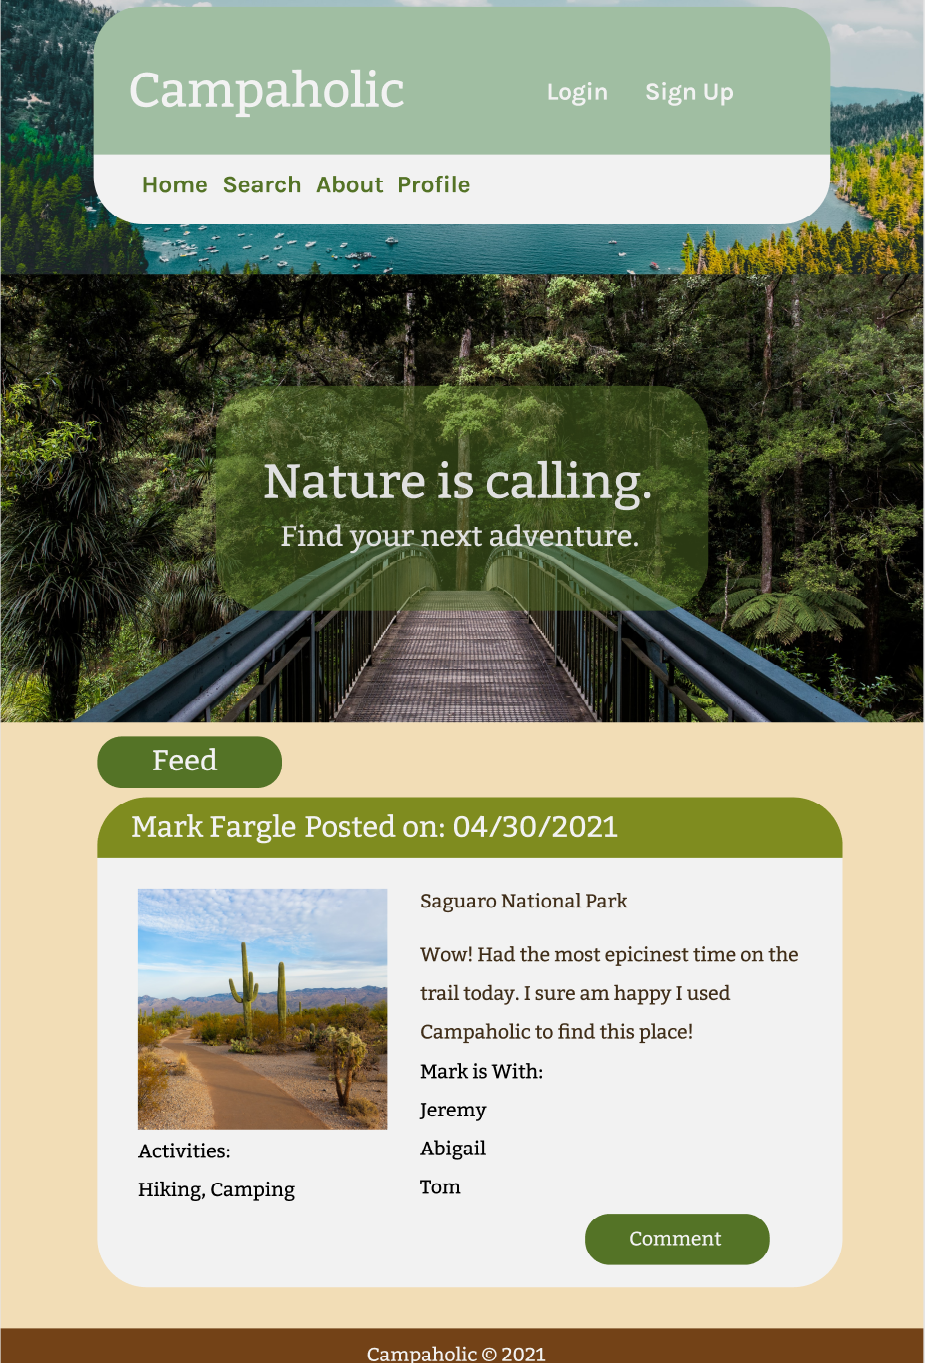 Campaholic
Login Sign Up
Home Search About Profile
Nature is calling.
Find your next adventure.
Feed
Mark Fargle Posted on: 04/30/2021
Saguaro National Park
Wow! Had the most epicinest time on the
trail today. I sure am happy I used
Campaholic to find this place!
Mark is With:
Jeremy
Abigail
Tom
Activities:
Hiking, Camping
Comment
Campaholic © 2021